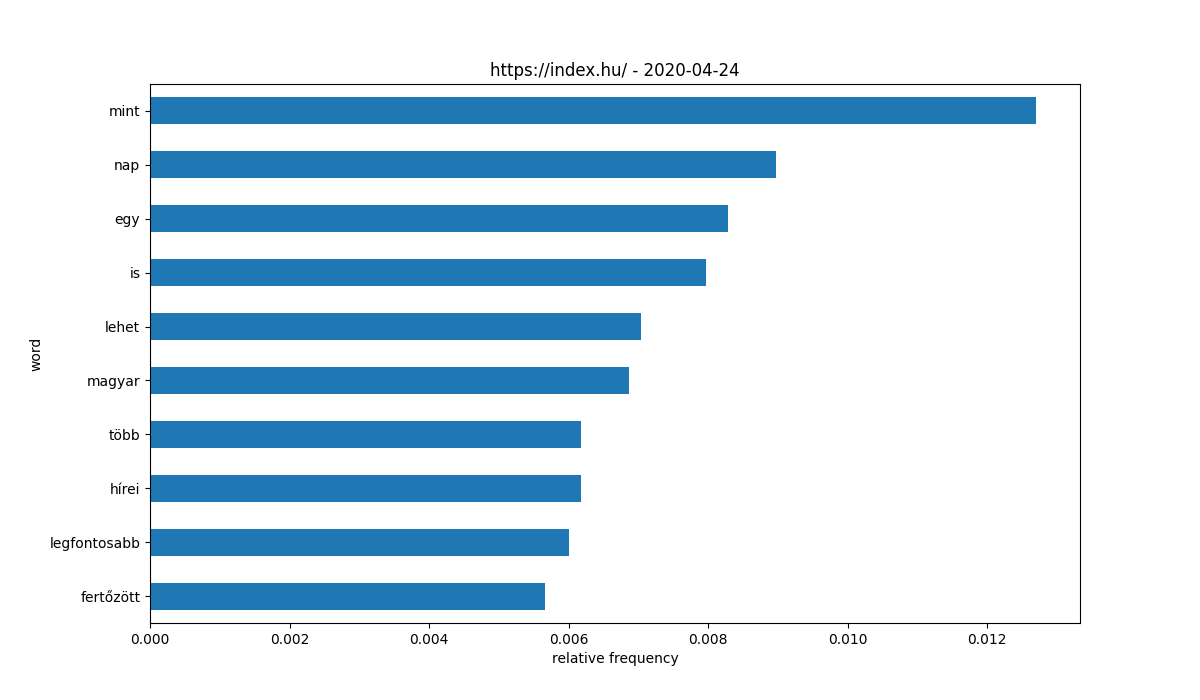 https://index.hu/ - 2020-04-24
mint
nap
egy
is
lehet
magyar
több
hírei
legfontosabb
fertőzött
word
0.000 0.002 0.004 0.006 0.008 0.010 0.012
relative frequency